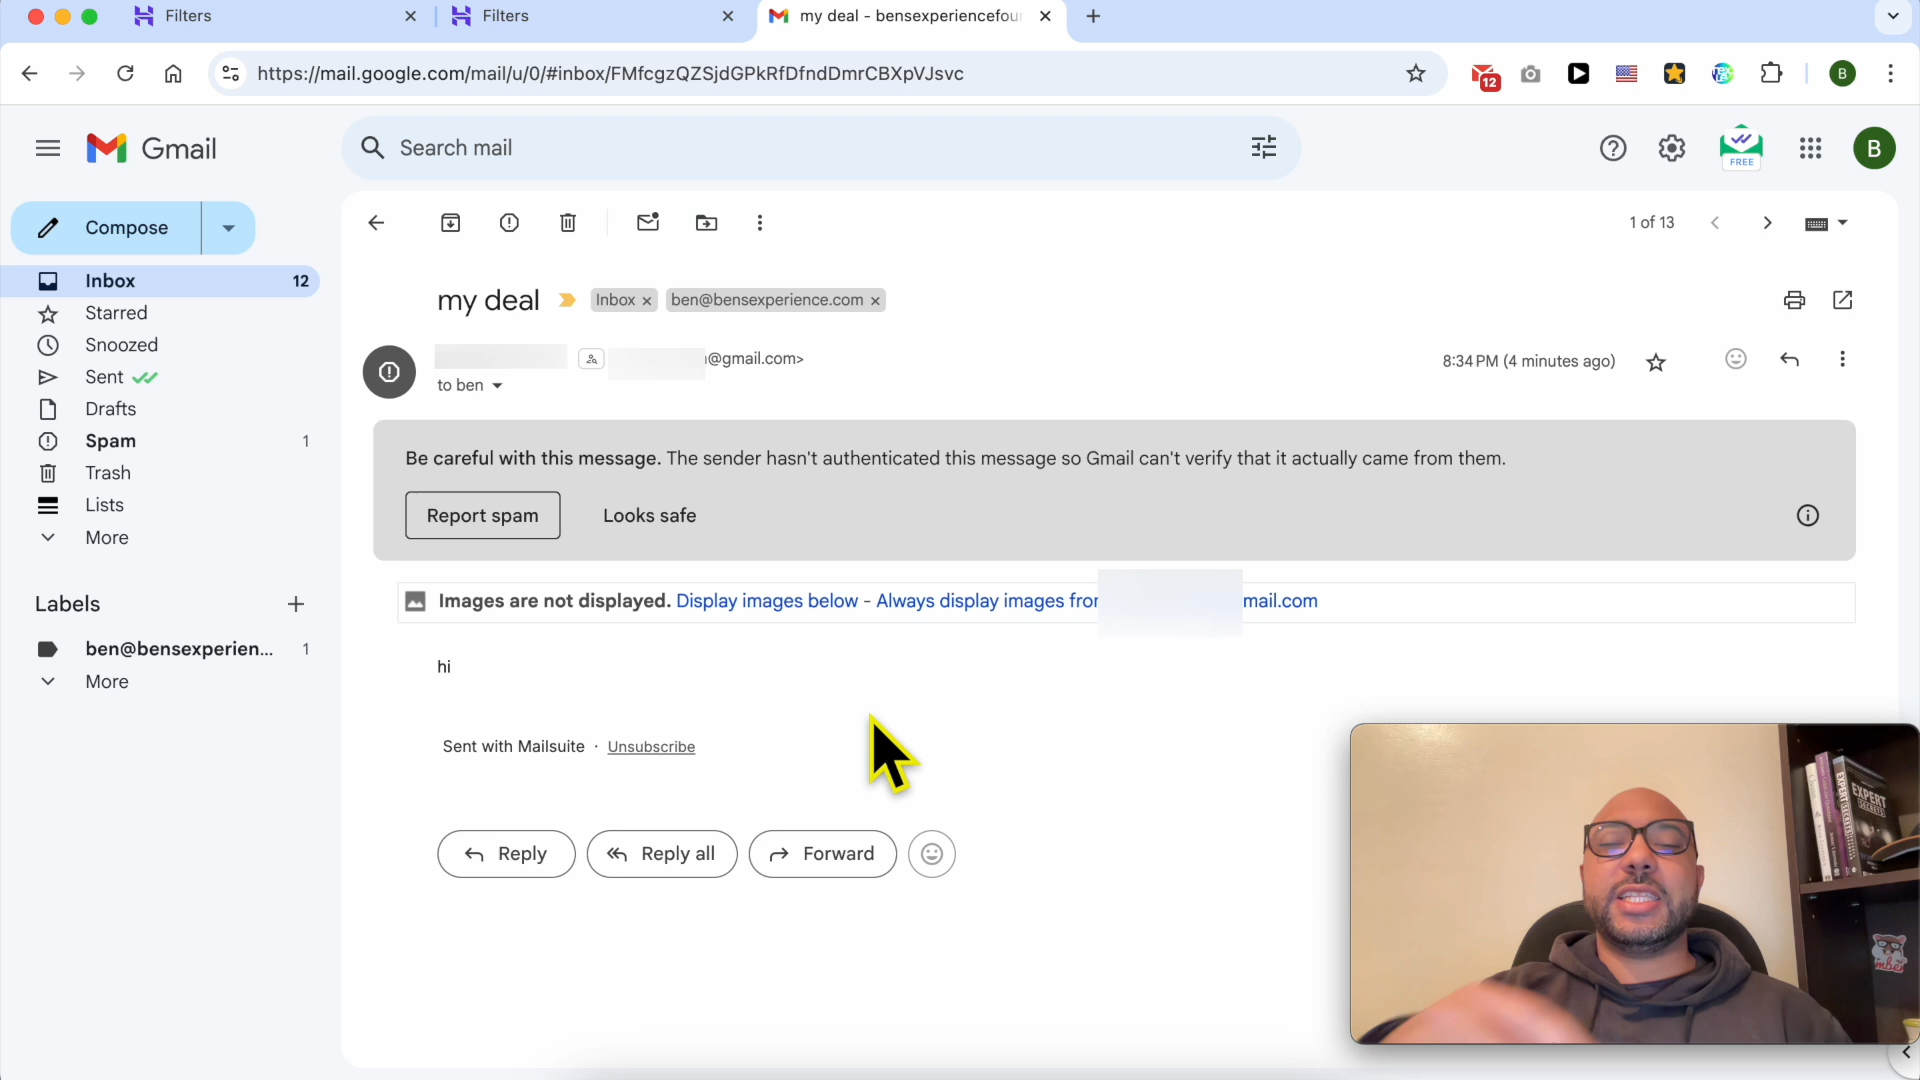 Filters
Filters
my deal - bensexperiencefou
https://mail.google.com/mail/u/0/#inbox/FMfcgzQZSjdGPkRfDfndDmrCBXpVJsvc
12
B
Gmail
Search mail
FREE
B
Compose
1 of 13
Inbox 12
Starred
Snoozed
Sent
Drafts
Spam 1
Trash
Lists
More
Labels
ben@bensexperien... 1
More
my deal
Inbox
ben@bensexperience.com
@gmail.com>
8:34 PM (4 minutes ago)
to ben
Be careful with this message. The sender hasn't authenticated this message so Gmail can't verify that it actually came from them.
Report spam
Looks safe
Images are not displayed. Display images below - Always display images from mail.com
hi
Sent with Mailsuite · Unsubscribe
Reply
Reply all
Forward
EXPERT
SECRETS
EXPERT SECRETS